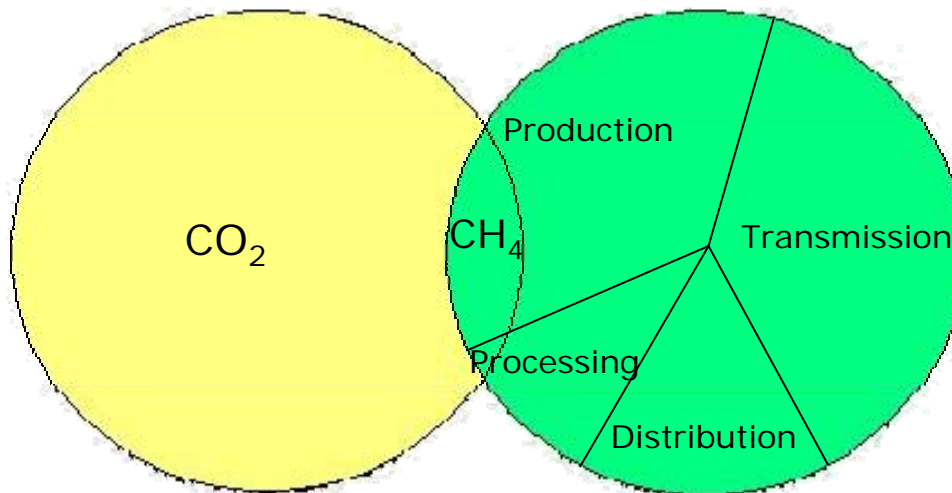 Production
CO₂
CH₄
Transmission
Processing
Distribution